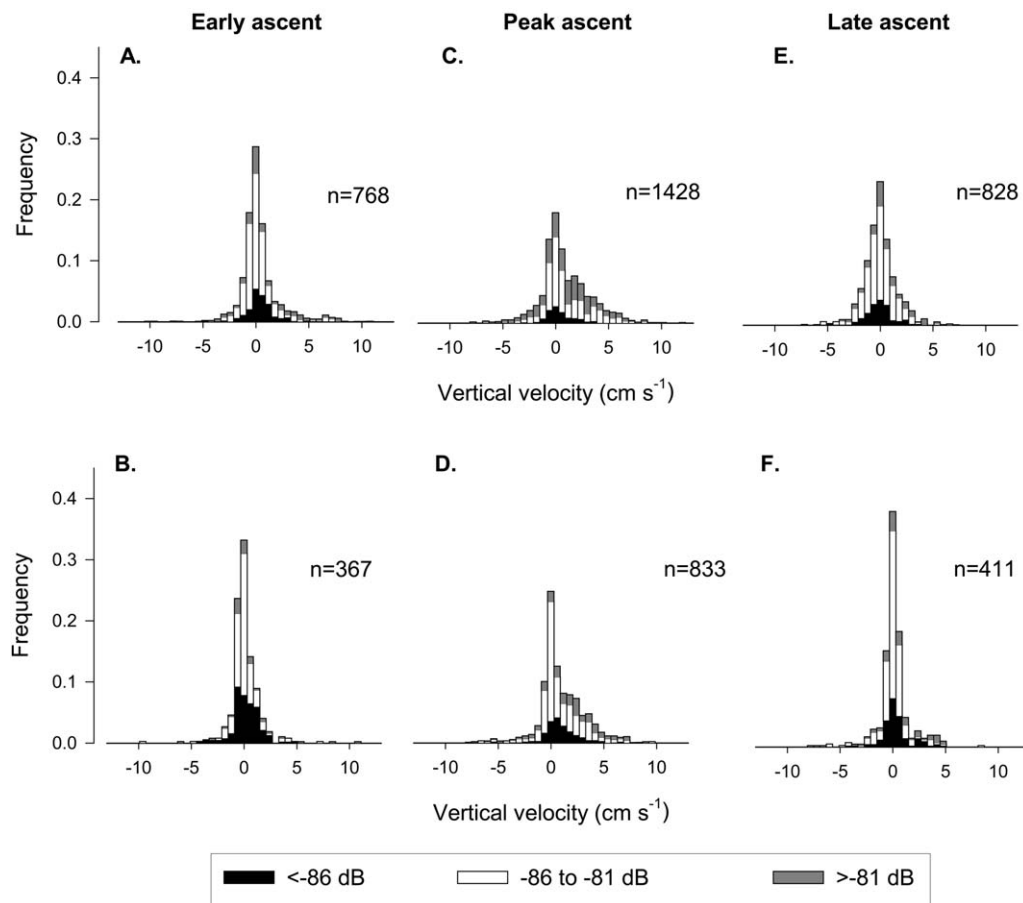 Early ascent Peak ascent Late ascent
A. C. E.
0.4
0.3
0.2
0.1
0.0
Frequency
n=768 n=1428 n=828
-10 -5 0 5 10 -10 -5 0 5 10 -10 -5 0 5 10
Vertical velocity (cm s⁻¹)
B. D. F.
0.4
0.3
0.2
0.1
0.0
Frequency
n=367 n=833 n=411
-10 -5 0 5 10 -10 -5 0 5 10 -10 -5 0 5 10
Vertical velocity (cm s⁻¹)
<-86 dB -86 to -81 dB >-81 dB